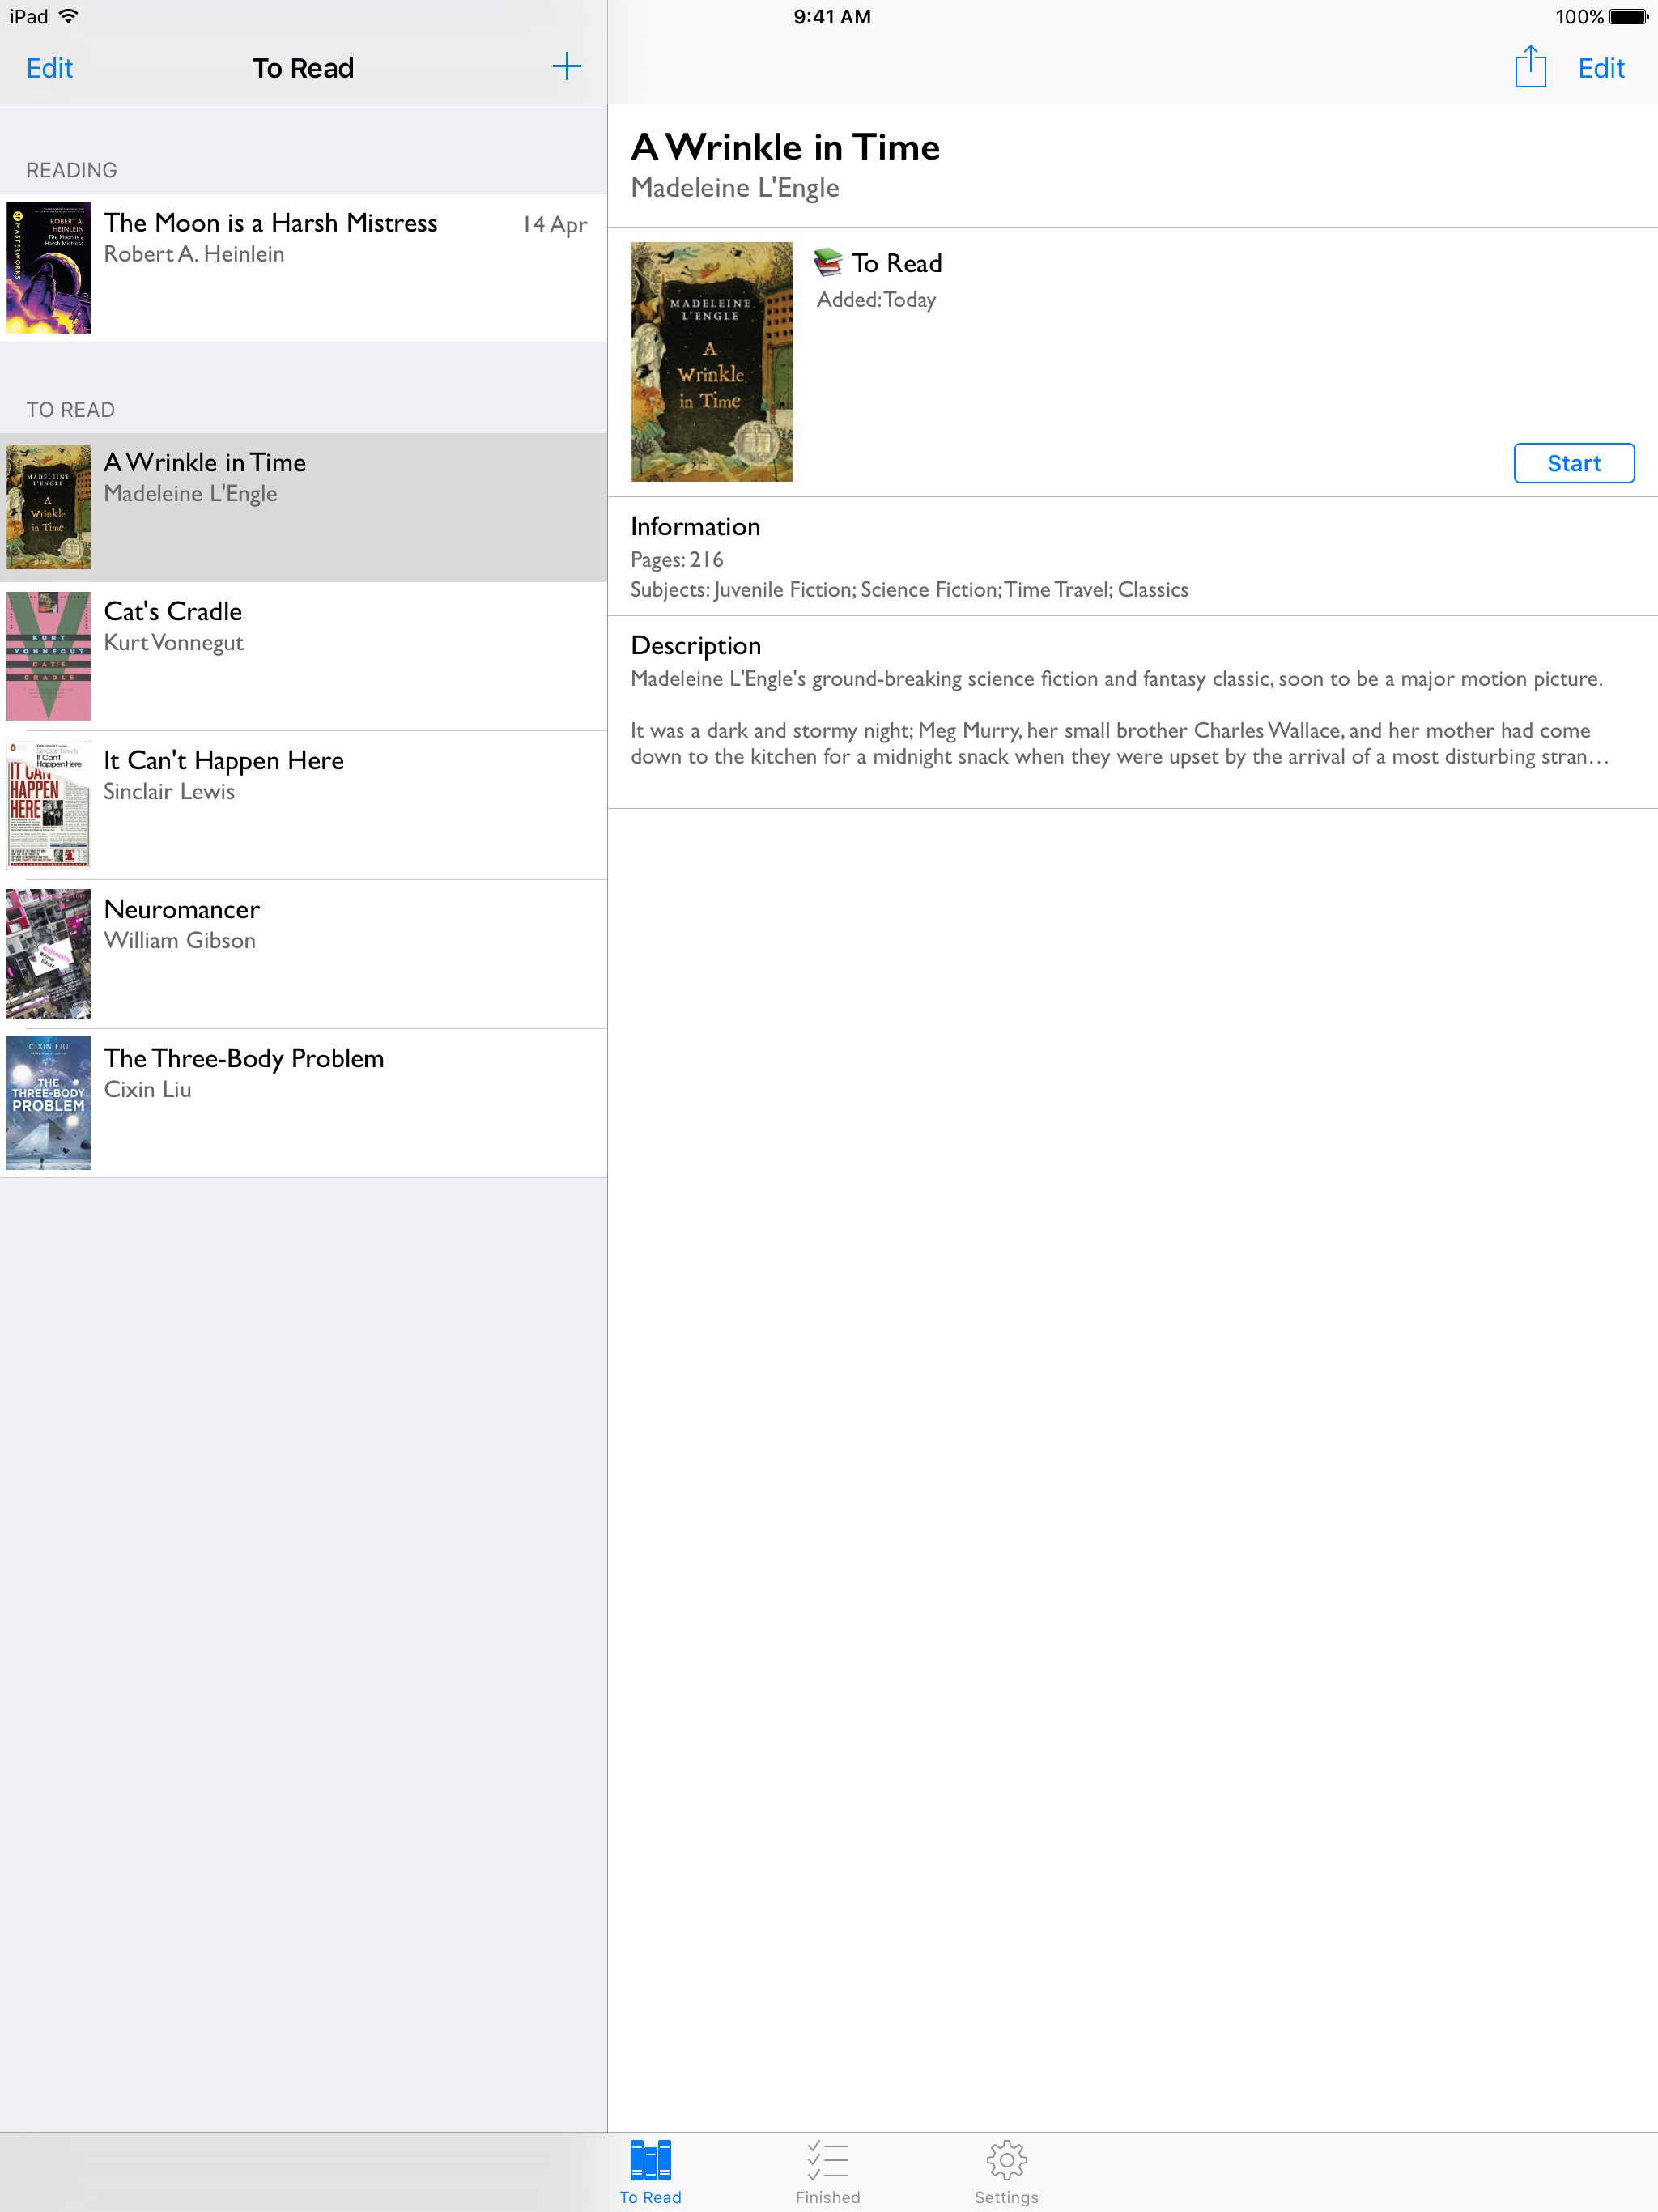 iPad
9:41 AM
100%
Edit
To Read
Edit
READING
The Moon is a Harsh Mistress
14 Apr
Robert A. Heinlein
MASTERWORKS
ROBERT A.
HEINLEIN
The Moon is a
Harsh Mistress
TO READ
A Wrinkle in Time
Madeleine L'Engle
MADELEINE
L'ENGLE
A
Wrinkle
in Time
Cat's Cradle
Kurt Vonnegut
KURT
VONNEGUT
CAT'S
CRADLE
It Can't Happen Here
Sinclair Lewis
Sinclair Lewis
It Can't
Happen Here
IT CAN'T
HAPPEN
HERE
Neuromancer
William Gibson
NEUROMANCER
William
Gibson
The Three-Body Problem
Cixin Liu
CIXIN LIU
THE
THREE-BODY
PROBLEM
A Wrinkle in Time
Madeleine L'Engle
MADELEINE
L'ENGLE
A
Wrinkle
in Time
To Read
Added: Today
Start
Information
Pages: 216
Subjects: Juvenile Fiction; Science Fiction; Time Travel; Classics
Description
Madeleine L'Engle's ground-breaking science fiction and fantasy classic, soon to be a major motion picture.
It was a dark and stormy night; Meg Murry, her small brother Charles Wallace, and her mother had come
down to the kitchen for a midnight snack when they were upset by the arrival of a most disturbing stran…
To Read
Finished
Settings